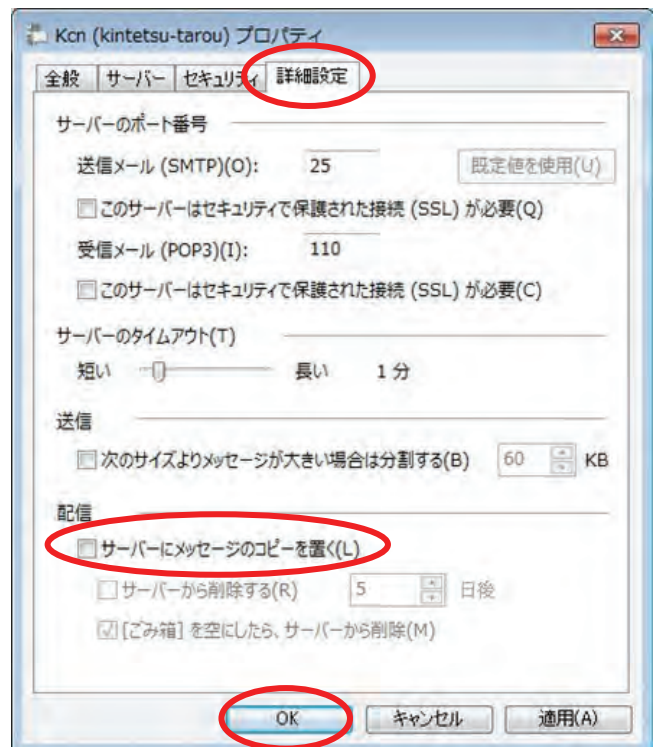 Kcn (kintetsu-tarou) プロパティ
全般 サーバー セキュリティ 詳細設定
サーバーのポート番号
送信メール (SMTP)(O): 25 既定値を使用(U)
このサーバーはセキュリティで保護された接続 (SSL) が必要(Q)
受信メール (POP3)(I): 110
このサーバーはセキュリティで保護された接続 (SSL) が必要(C)
サーバーのタイムアウト(T)
短い 長い 1 分
送信
次のサイズよりメッセージが大きい場合は分割する(B) 60 KB
配信
サーバーにメッセージのコピーを置く(L)
サーバーから削除する(R) 5 日後
[ごみ箱] を空にしたら、サーバーから削除(M)
OK キャンセル 適用(A)